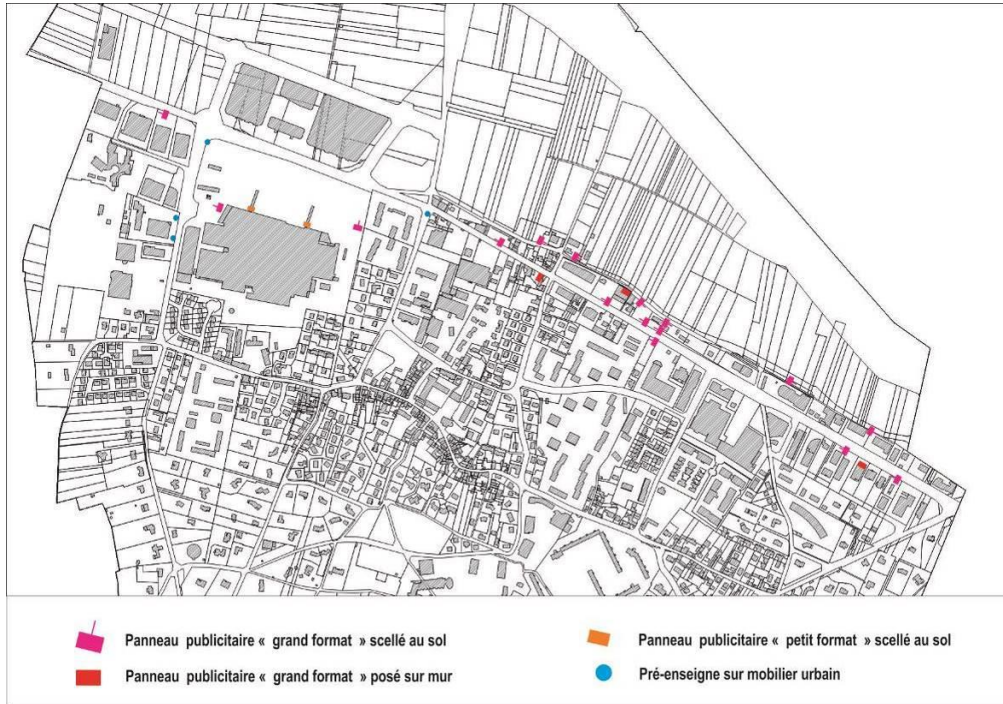 Panneau publicitaire « grand format » scellé au sol
Panneau publicitaire « petit format » scellé au sol
Panneau publicitaire « grand format » posé sur mur
Pré-enseigne sur mobilier urbain